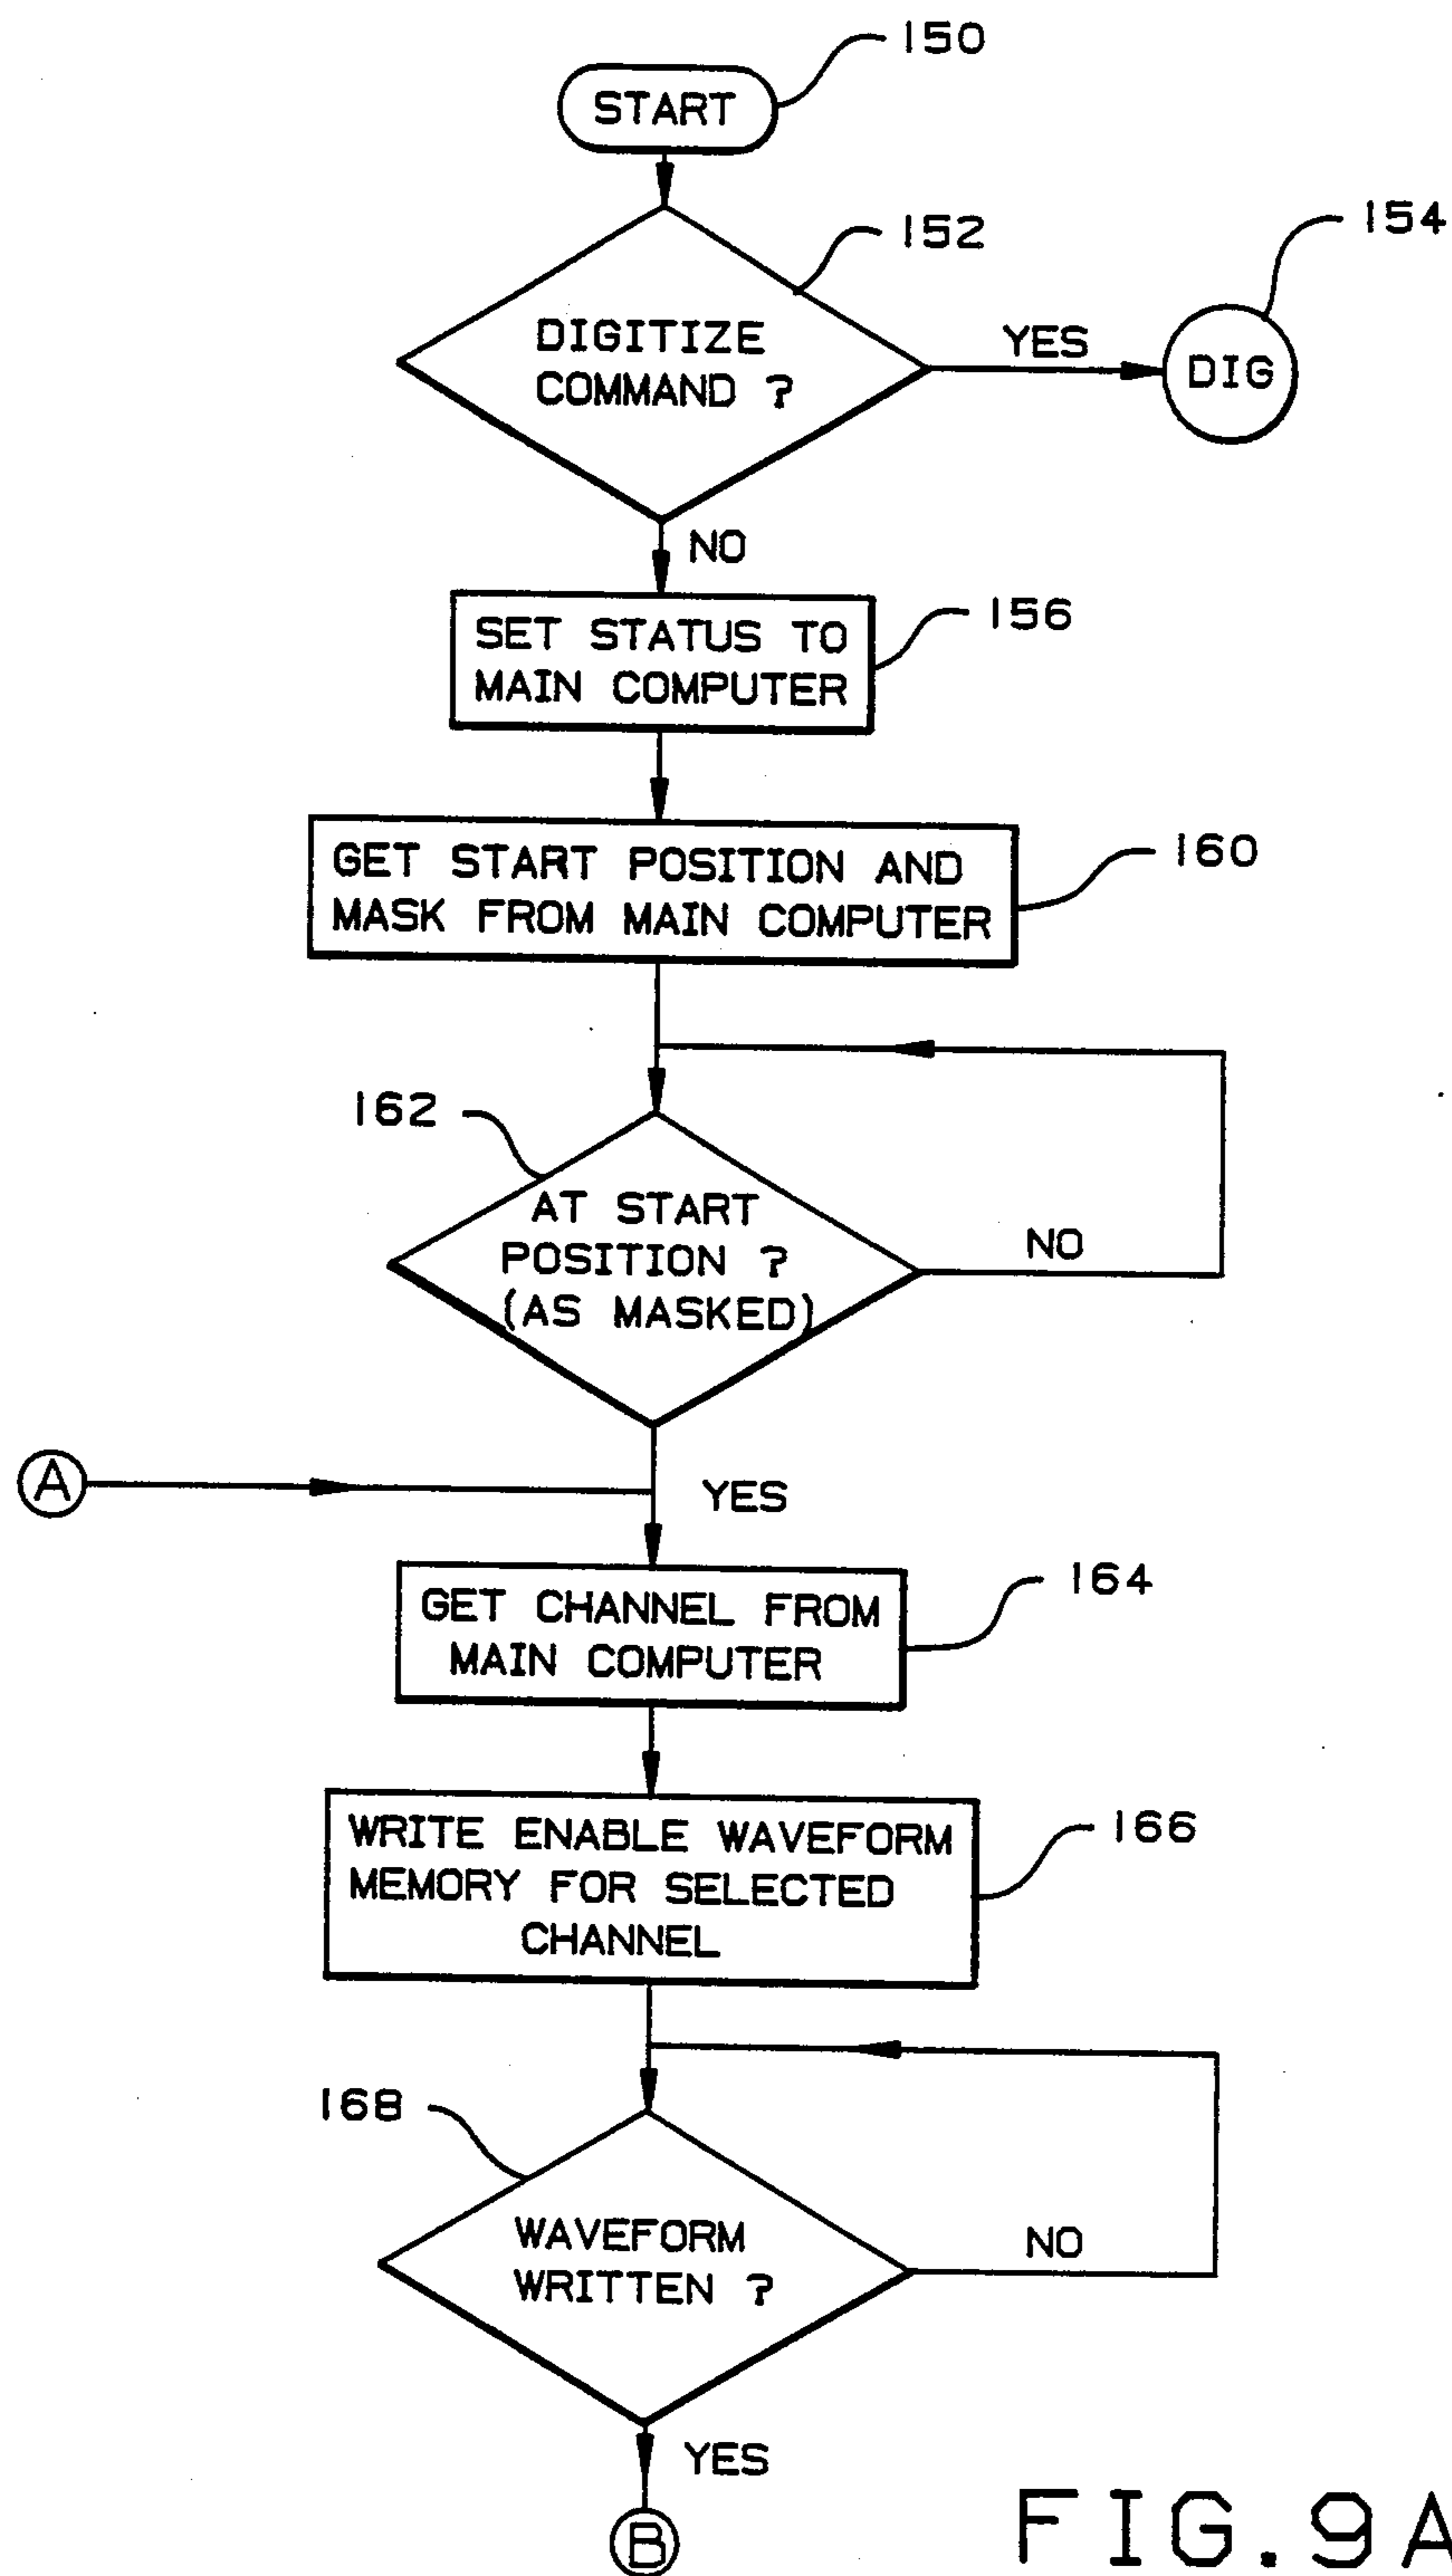 150
START
152
154
DIGITIZE
COMMAND ?
YES
DIG
NO
156
SET STATUS TO
MAIN COMPUTER
160
GET START POSITION AND
MASK FROM MAIN COMPUTER
162
AT START
POSITION ?
(AS MASKED)
NO
A
YES
164
GET CHANNEL FROM
MAIN COMPUTER
166
WRITE ENABLE WAVEFORM
MEMORY FOR SELECTED
CHANNEL
168
WAVEFORM
WRITTEN ?
NO
YES
B
FIG. 9A